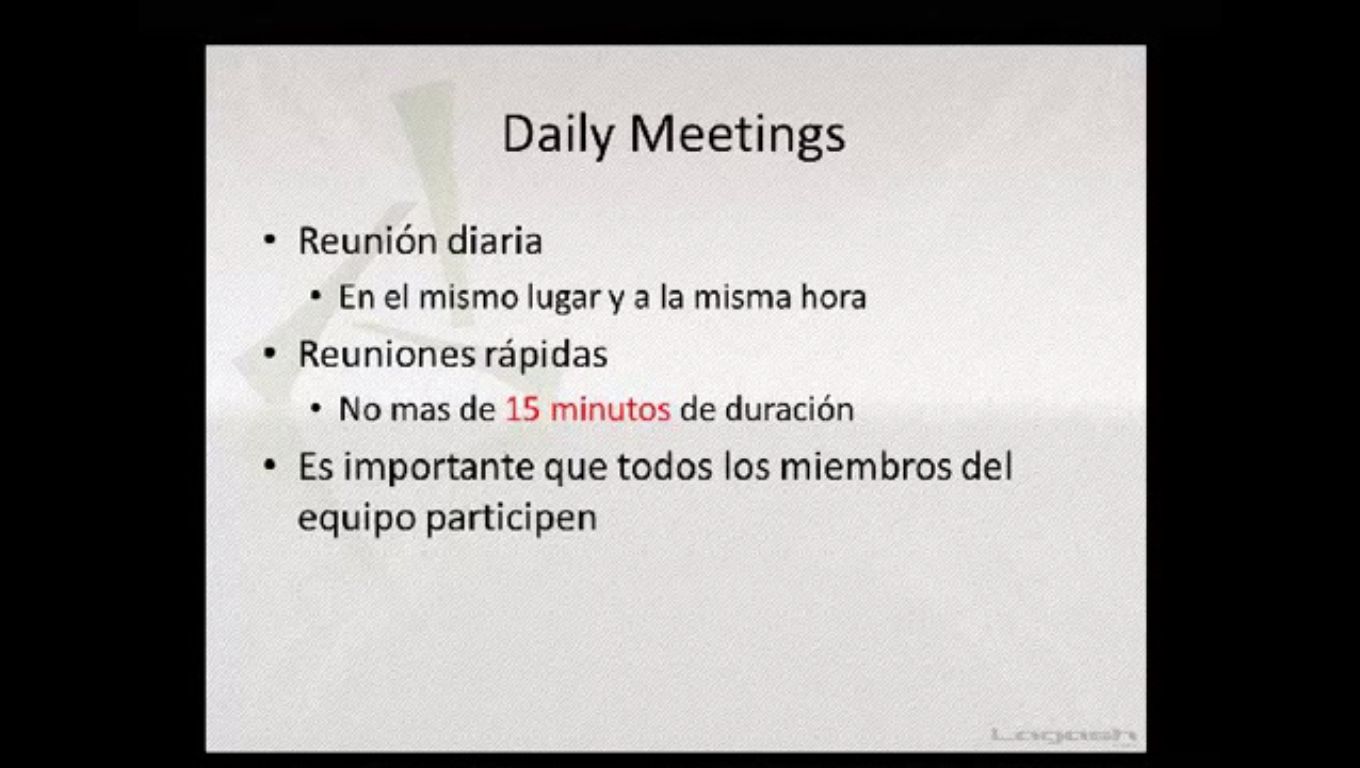 Daily Meetings
• Reunión diaria
• En el mismo lugar y a la misma hora
• Reuniones rápidas
• No mas de 15 minutos de duración
• Es importante que todos los miembros del
equipo participen
Lagash